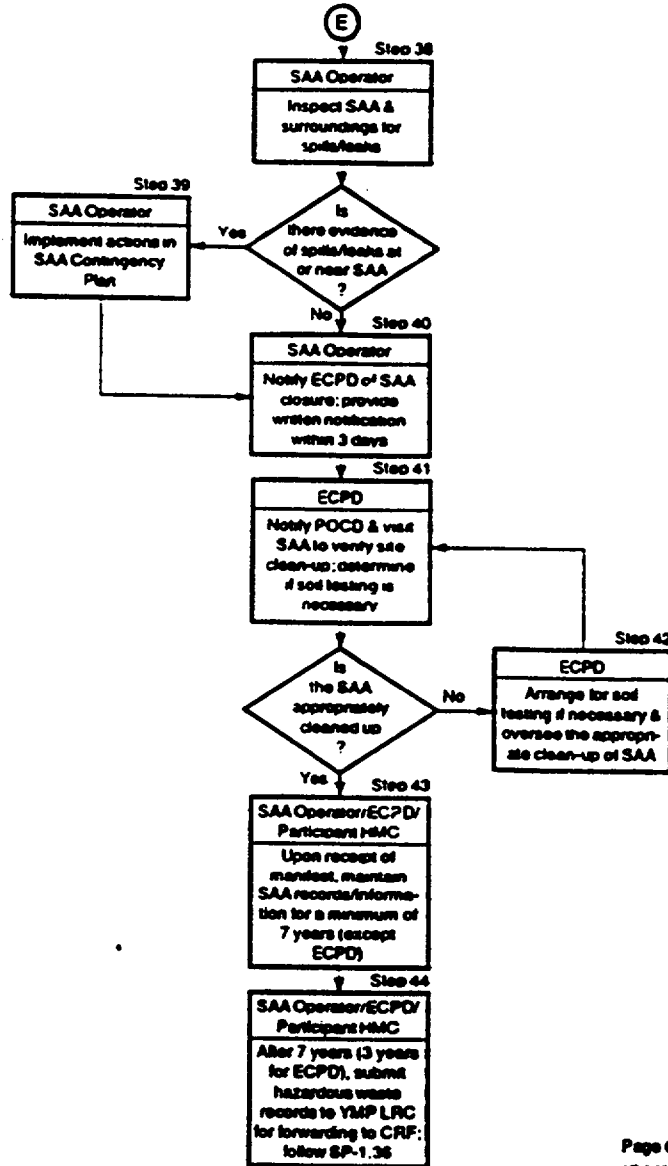 E
Step 38
SAA Operator
Inspect SAA &
surroundings for
spills/leaks
Step 39
SAA Operator
Implement actions in
SAA Contingency
Plan
Yes
Is
there evidence
of spills/leaks at
or near SAA
?
No
Step 40
SAA Operator
Notify ECPD of SAA
closure; provide
written notification
within 3 days
Step 41
ECPD
Notify POCD & visit
SAA to verify site
clean-up; determine
if soil testing is
necessary
Is
the SAA
appropriately
cleaned up
?
No
Step 42
ECPD
Arrange for soil
testing if necessary &
oversee the appropri-
ate clean-up of SAA
Yes
Step 43
SAA Operator/ECPD/
Participant HMC
Upon receipt of
manifest, maintain
SAA records/informa-
tion for a minimum of
7 years (except
ECPD)
Step 44
SAA Operator/ECPD/
Participant HMC
After 7 years (3 years
for ECPD), submit
hazardous waste
records to YMP LRC
for forwarding to CRF;
follow SP-1.36
Page